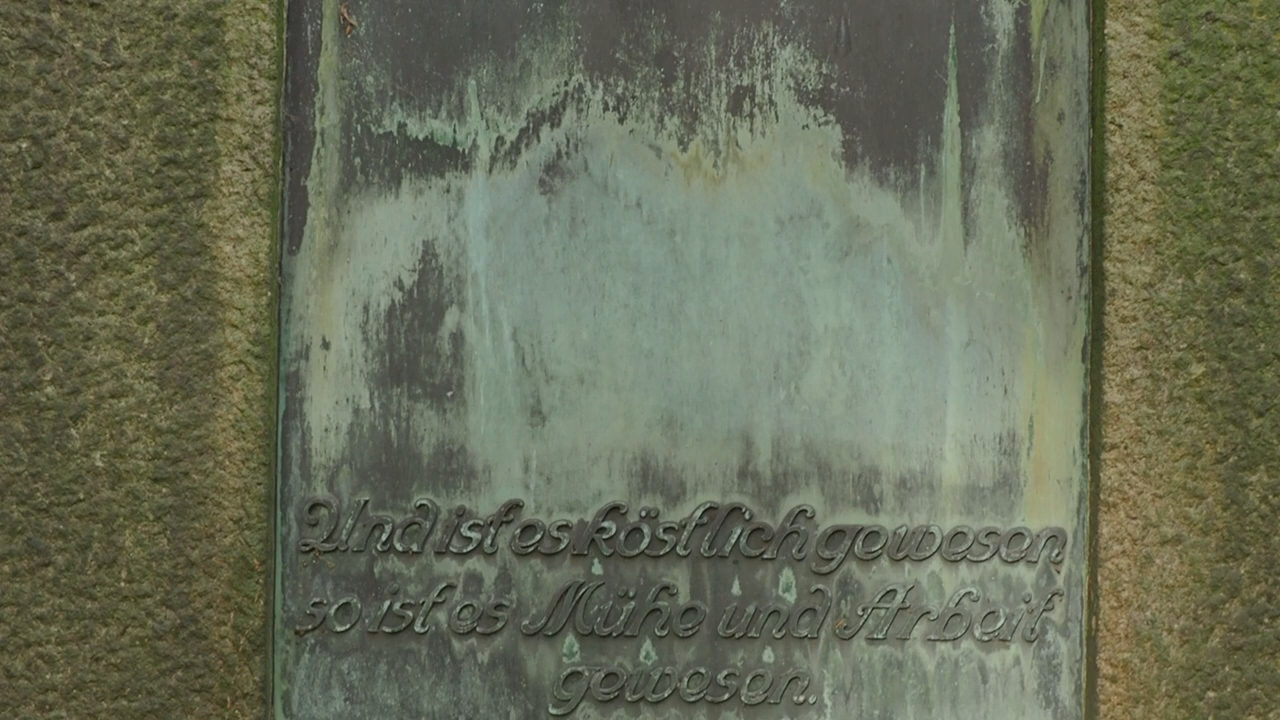 Und ist es köstlich gewesen
so ist es Mühe und Arbeit
gewesen.